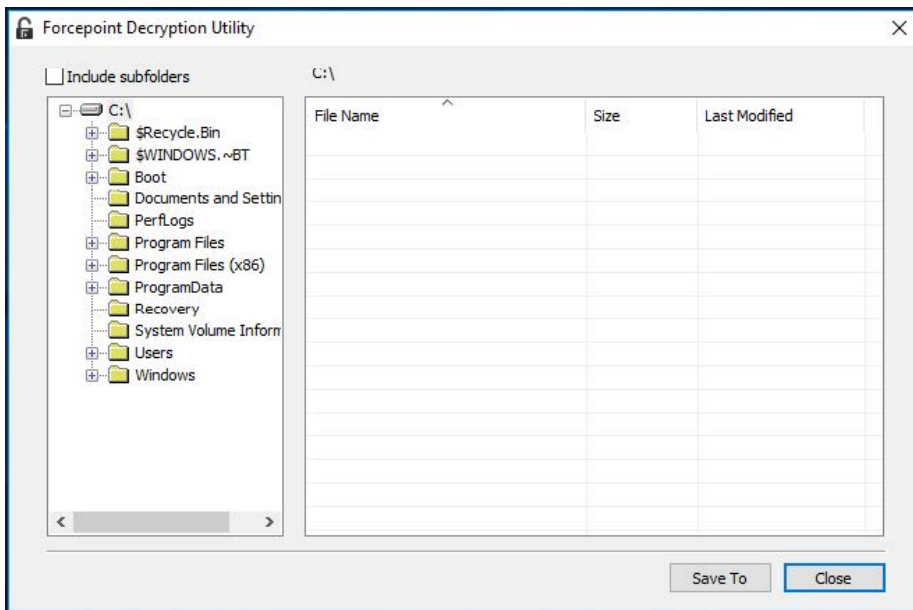 Forcepoint Decryption Utility
Include subfolders
C:\
C:\
$Recycle.Bin
$WINDOWS.~BT
Boot
Documents and Settin
PerfLogs
Program Files
Program Files (x86)
ProgramData
Recovery
System Volume Inform
Users
Windows
File Name Size Last Modified
Save To Close